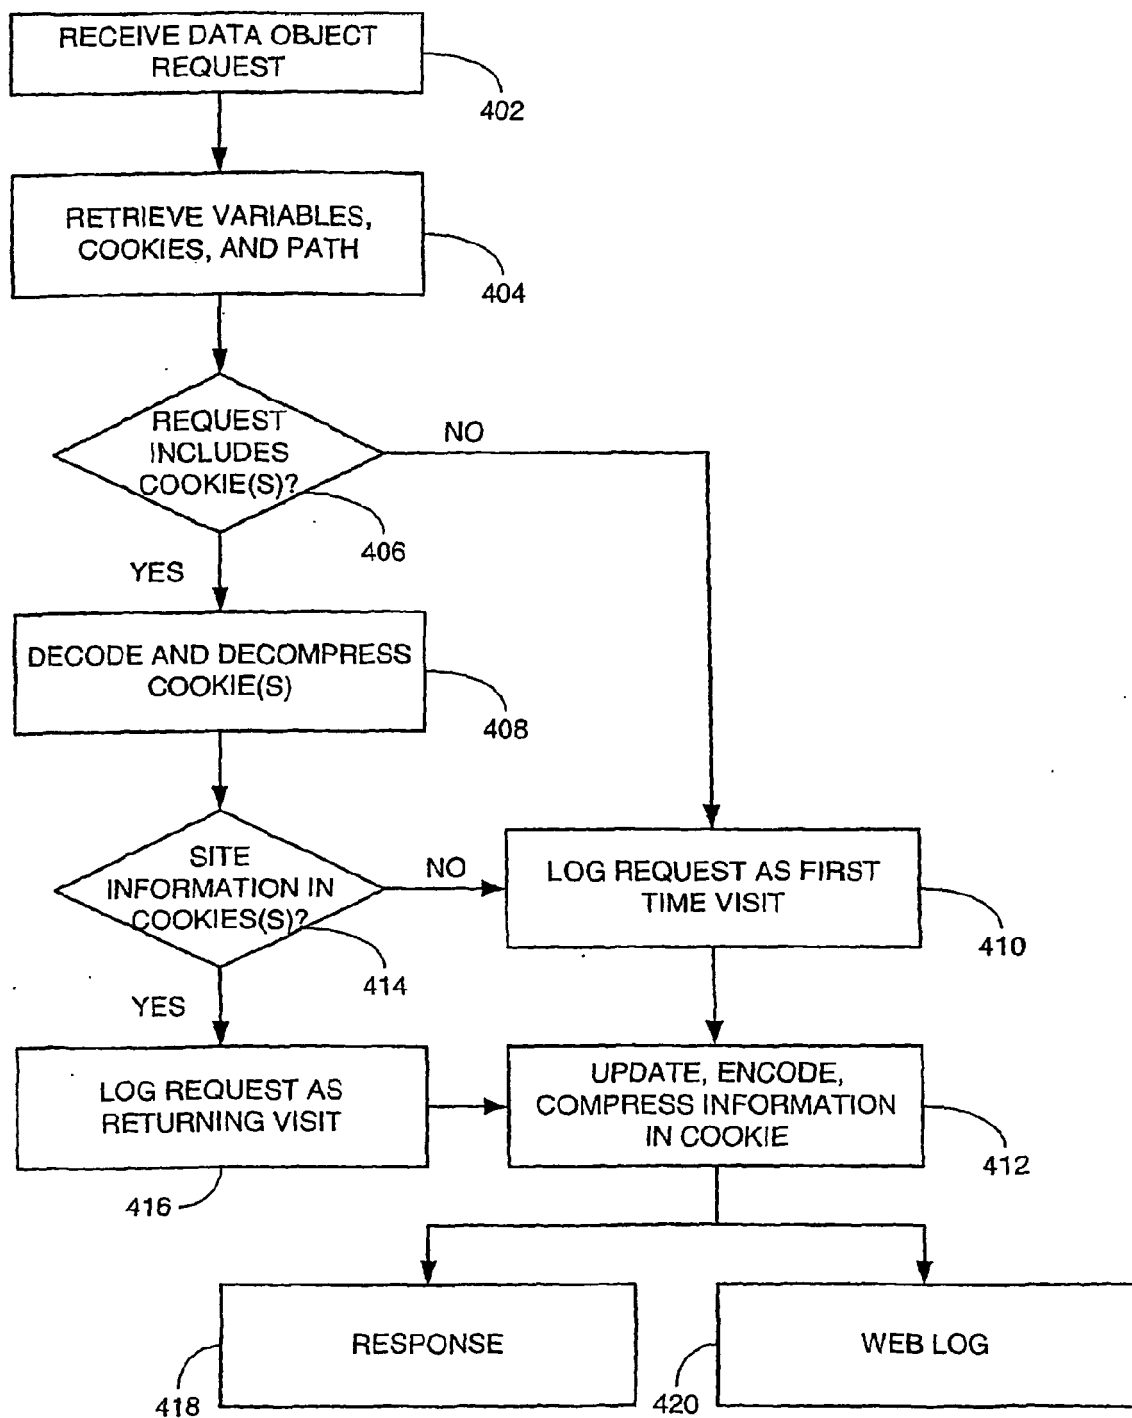 RECEIVE DATA OBJECT
REQUEST
402
RETRIEVE VARIABLES,
COOKIES, AND PATH
404
REQUEST
INCLUDES
COOKIE(S)?
NO
406
YES
DECODE AND DECOMPRESS
COOKIE(S)
408
SITE
INFORMATION IN
COOKIES(S)?
NO
414
LOG REQUEST AS FIRST
TIME VISIT
410
YES
LOG REQUEST AS
RETURNING VISIT
416
UPDATE, ENCODE,
COMPRESS INFORMATION
IN COOKIE
412
RESPONSE
418
WEB LOG
420